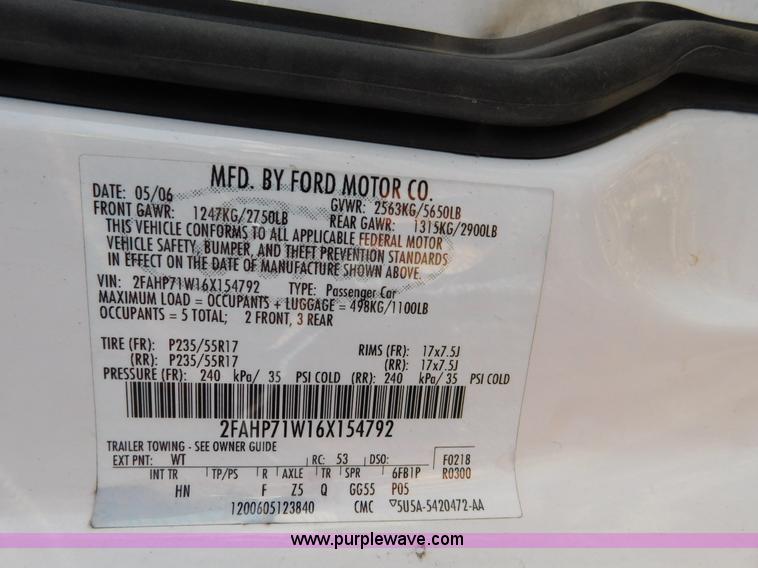 MFD. BY FORD MOTOR CO.
DATE: 05/06 GVWR: 2563KG/5650LB
FRONT GAWR: 1247KG/2750LB REAR GAWR: 1315KG/2900LB
THIS VEHICLE CONFORMS TO ALL APPLICABLE FEDERAL MOTOR
VEHICLE SAFETY, BUMPER, AND THEFT PREVENTION STANDARDS
IN EFFECT ON THE DATE OF MANUFACTURE SHOWN ABOVE.
VIN: 2FAHP71W16X154792 TYPE: Passenger Car
MAXIMUM LOAD = OCCUPANTS + LUGGAGE = 498KG/1100LB
OCCUPANTS = 5 TOTAL; 2 FRONT, 3 REAR
TIRE (FR): P235/55R17 RIMS (FR): 17x7.5J
(RR): P235/55R17 (RR): 17x7.5J
PRESSURE (FR): 240 kPa/ 35 PSI COLD (RR): 240 kPa/ 35 PSI COLD
2FAHP71W16X154792
TRAILER TOWING - SEE OWNER GUIDE
EXT PNT: WT RC: 53 DSO: F0218
INT TR TP/PS R AXLE TR SPR 6FB1P R0300
HN F Z5 Q GG55 P05
1200605123840 CMC ▽5U5A-5420472-AA
www.purplewave.com